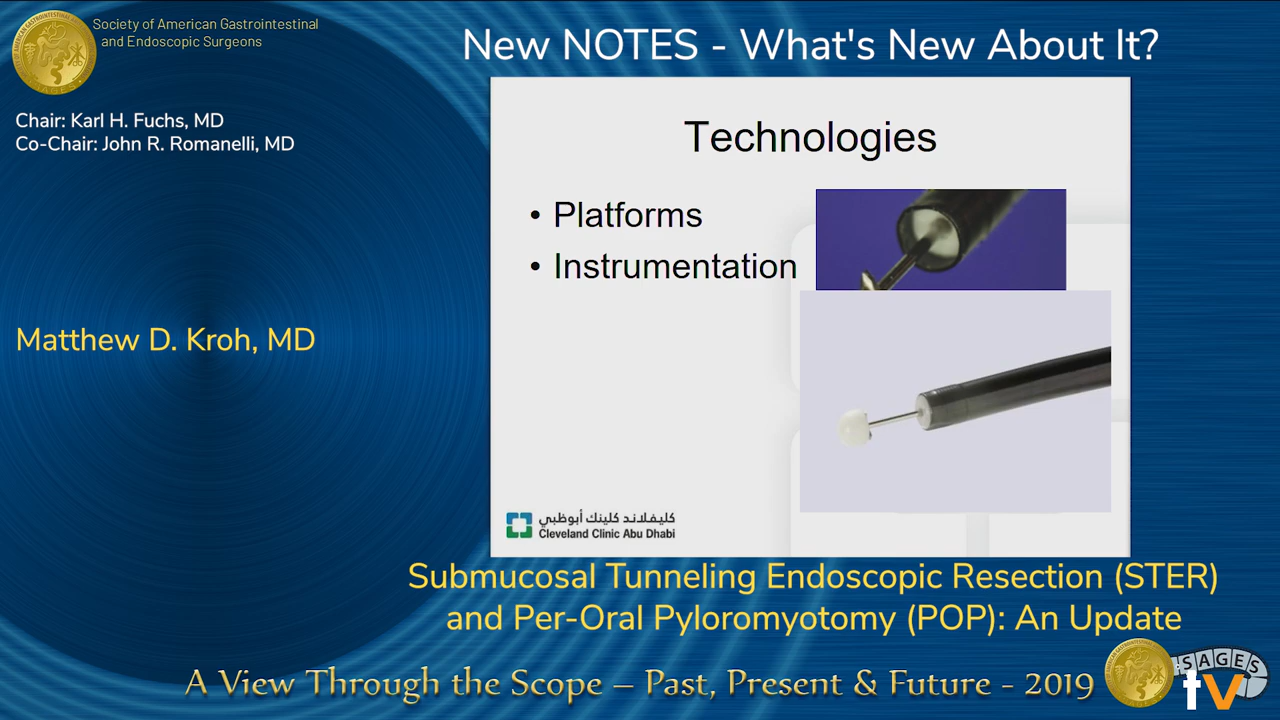 Society of American Gastrointestinal
and Endoscopic Surgeons
New NOTES - What's New About It?
Chair: Karl H. Fuchs, MD
Co-Chair: John R. Romanelli, MD
Matthew D. Kroh, MD
Technologies
• Platforms
• Instrumentation
كليفلاند كلينك أبوظبي
Cleveland Clinic Abu Dhabi
Submucosal Tunneling Endoscopic Resection (STER)
and Per-Oral Pyloromyotomy (POP): An Update
A View Through the Scope – Past, Present & Future - 2019
SAGES
tv